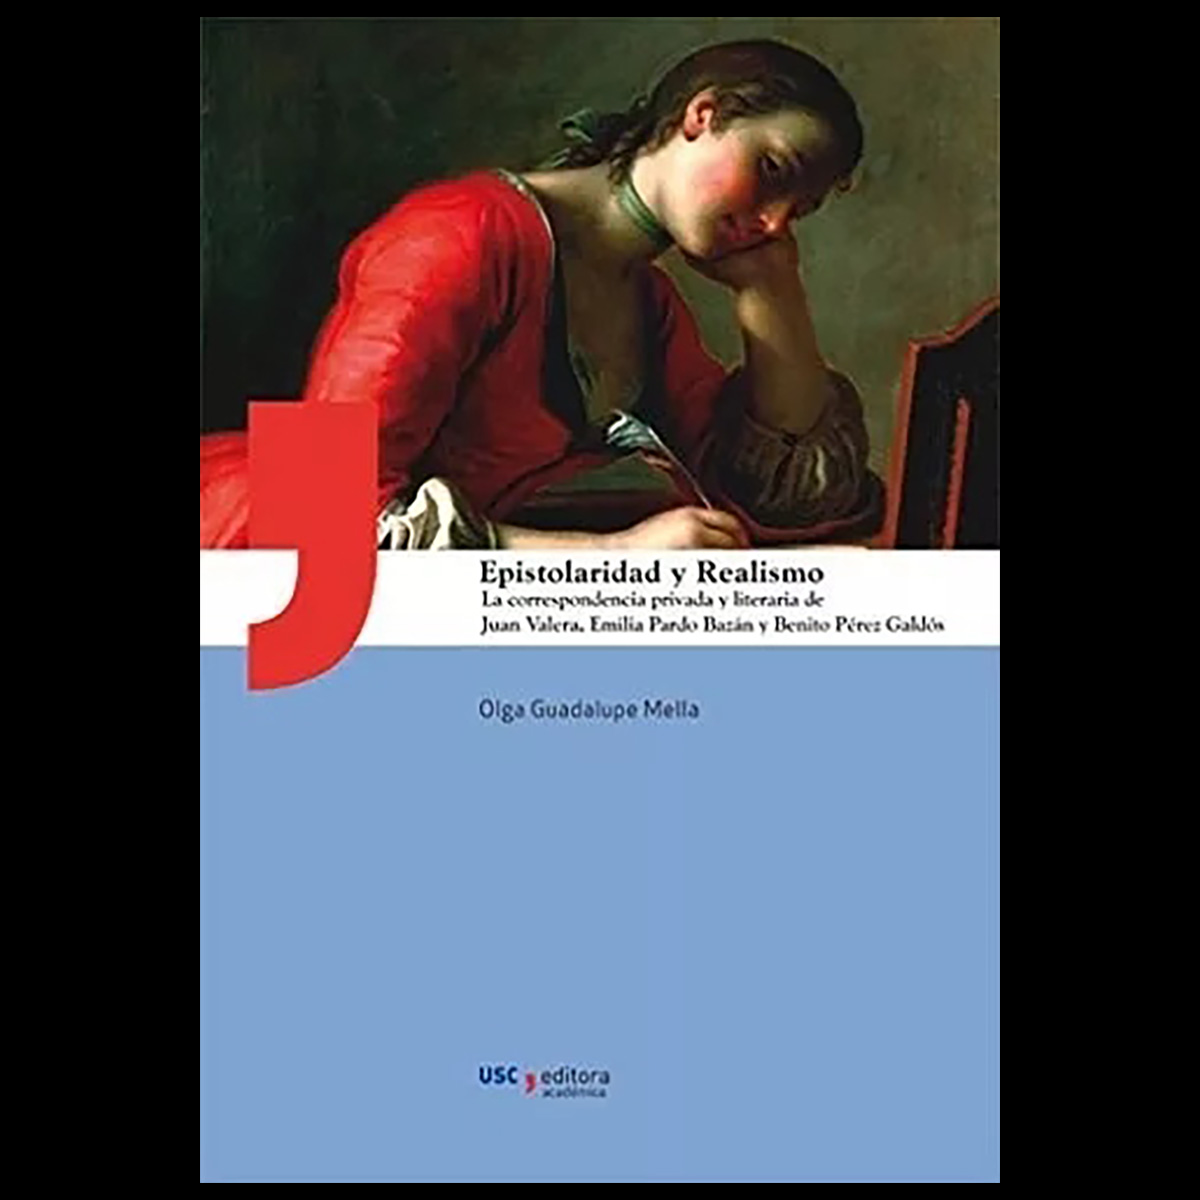 Epistolaridad y Realismo
La correspondencia privada y literaria de
Juan Valera, Emilia Pardo Bazán y Benito Pérez Galdós
Olga Guadalupe Mella
USC , editora
académica